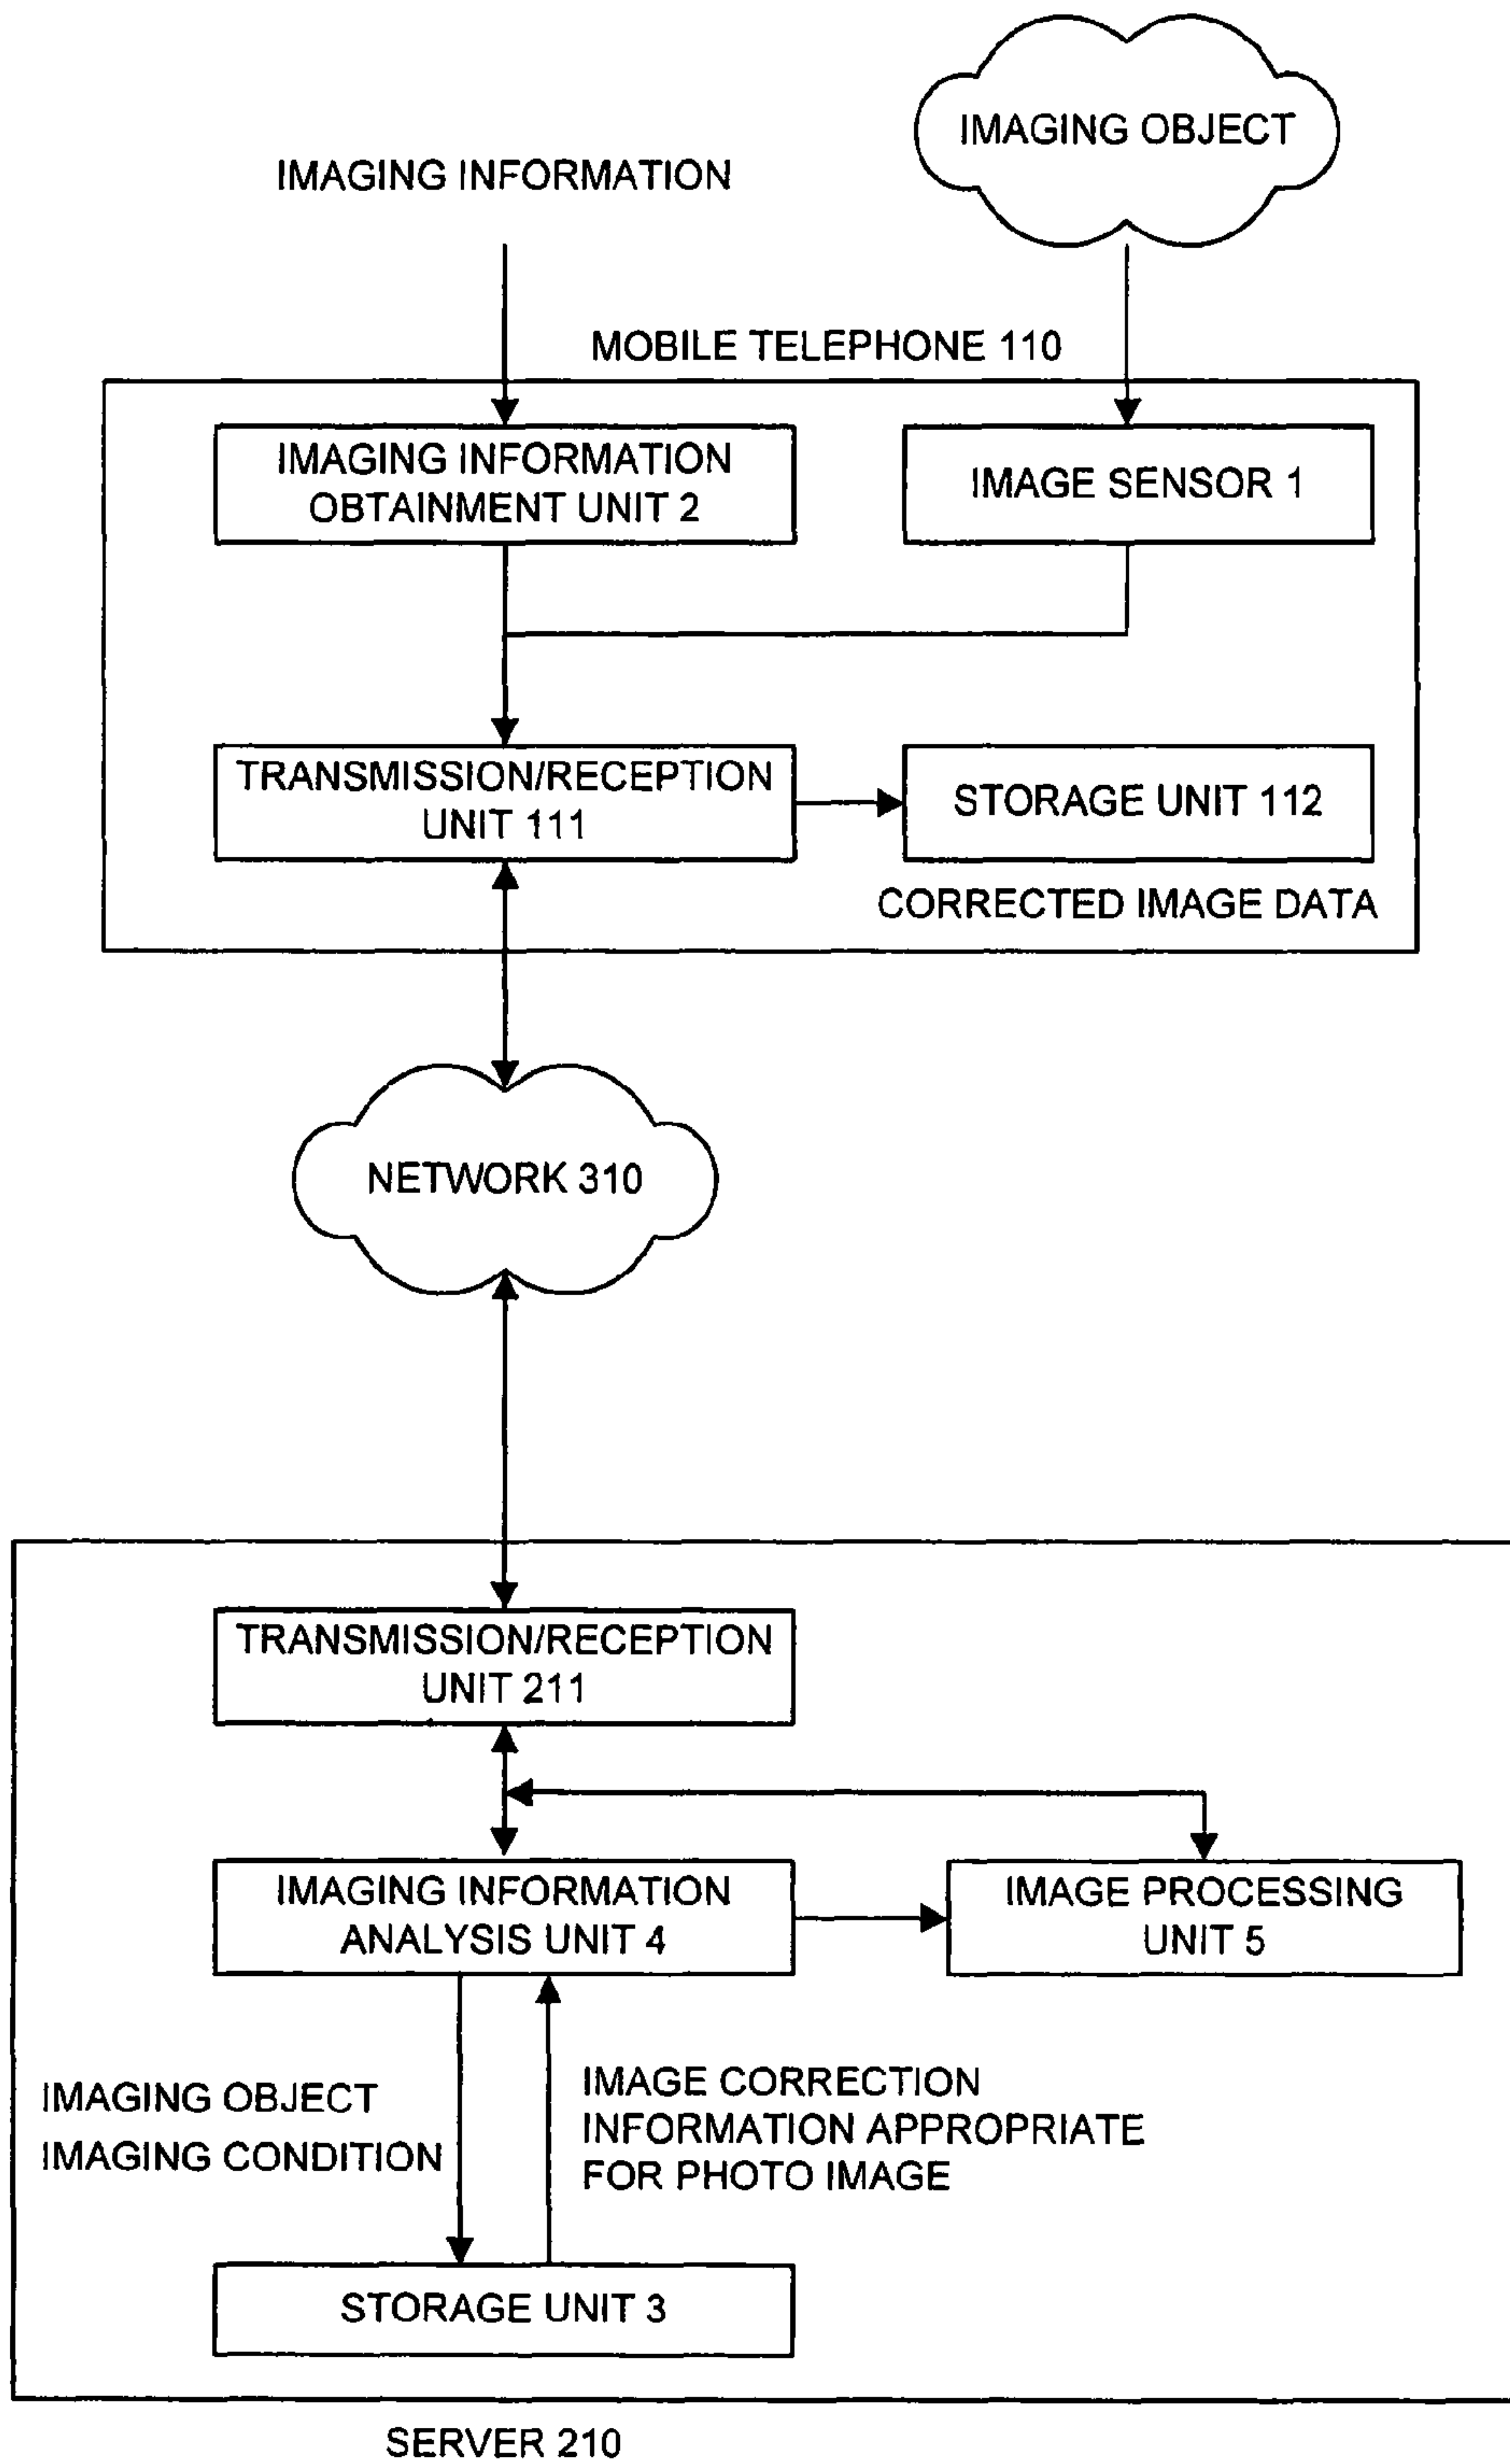 IMAGING OBJECT
IMAGING INFORMATION
MOBILE TELEPHONE 110
IMAGING INFORMATION
OBTAINMENT UNIT 2
IMAGE SENSOR 1
TRANSMISSION/RECEPTION
UNIT 111
STORAGE UNIT 112
CORRECTED IMAGE DATA
NETWORK 310
TRANSMISSION/RECEPTION
UNIT 211
IMAGING INFORMATION
ANALYSIS UNIT 4
IMAGE PROCESSING
UNIT 5
IMAGING OBJECT
IMAGING CONDITION
IMAGE CORRECTION
INFORMATION APPROPRIATE
FOR PHOTO IMAGE
STORAGE UNIT 3
SERVER 210